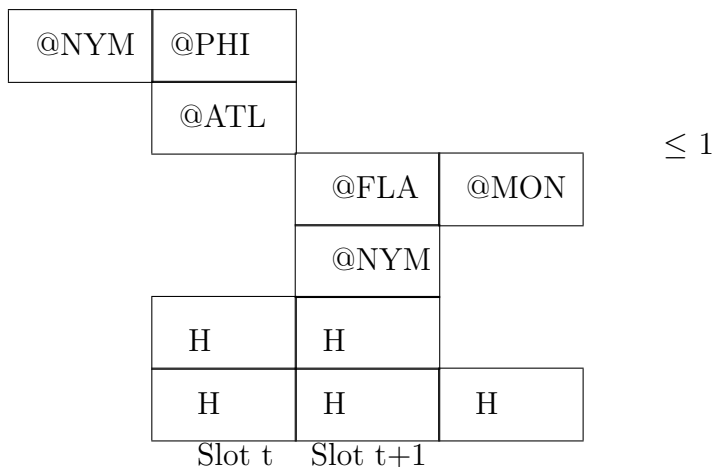 @NYM @PHI
@ATL
≤ 1
@FLA @MON
@NYM
H H
H H H
Slot t Slot t+1